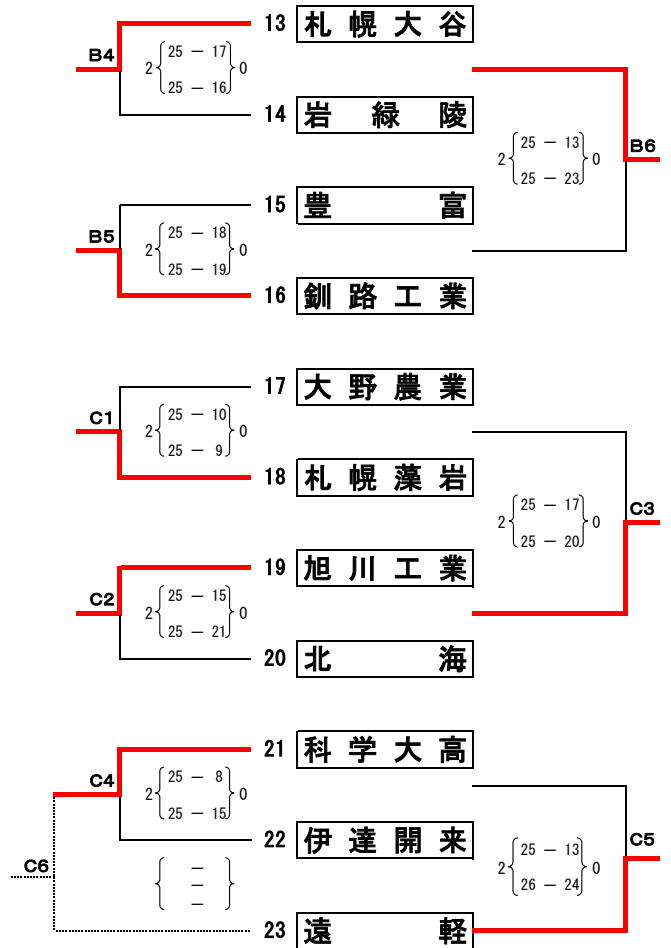 13 札幌大谷
B4
2 25 － 17 0
25 － 16
14 岩緑陵
B6
2 25 － 13 0
25 － 23
15 豊富
B5
2 25 － 18 0
25 － 19
16 釧路工業
17 大野農業
C1
2 25 － 10 0
25 － 9
18 札幌藻岩
C3
2 25 － 17 0
25 － 20
19 旭川工業
C2
2 25 － 15 0
25 － 21
20 北海
21 科学大高
C4
2 25 － 8 0
25 － 15
22 伊達開来
C5
2 25 － 13 0
26 － 24
C6
－
－
－
23 遠軽